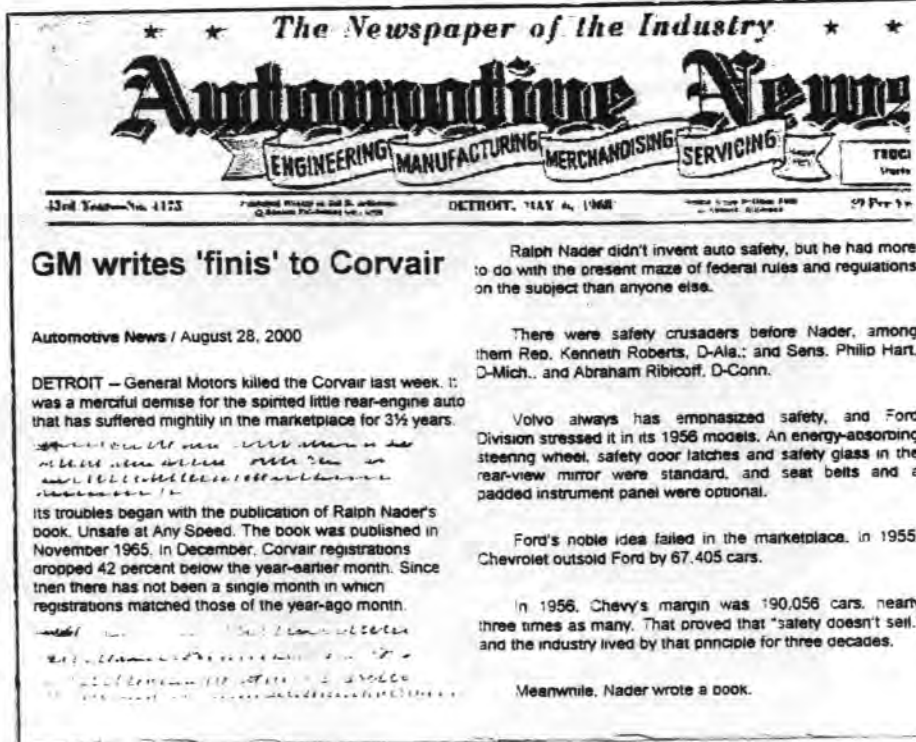 The Newspaper of the Industry
Automotive News
ENGINEERING MANUFACTURING MERCHANDISING SERVICING
DETROIT, MAY 6, 1968
GM writes 'finis' to Corvair
Automotive News / August 28, 2000
DETROIT – General Motors killed the Corvair last week. It
was a merciful demise for the spirited little rear-engine auto
that has suffered mightily in the marketplace for 3½ years.
Its troubles began with the publication of Ralph Nader's
book, Unsafe at Any Speed. The book was published in
November 1965. In December, Corvair registrations
dropped 42 percent below the year-earlier month. Since
then there has not been a single month in which
registrations matched those of the year-ago month.
Ralph Nader didn't invent auto safety, but he had more
to do with the present maze of federal rules and regulations
on the subject than anyone else.
There were safety crusaders before Nader, among
them Rep. Kenneth Roberts, D-Ala.; and Sens. Philip Hart,
D-Mich., and Abraham Ribicoff, D-Conn.
Volvo always has emphasized safety, and Ford
Division stressed it in its 1956 models. An energy-absorbing
steering wheel, safety door latches and safety glass in the
rear-view mirror were standard, and seat belts and a
padded instrument panel were optional.
Ford's noble idea failed in the marketplace. In 1955
Chevrolet outsold Ford by 67,405 cars.
In 1956, Chevy's margin was 190,056 cars, nearly
three times as many. That proved that "safety doesn't sell,
and the industry lived by that principle for three decades.
Meanwhile, Nader wrote a book.